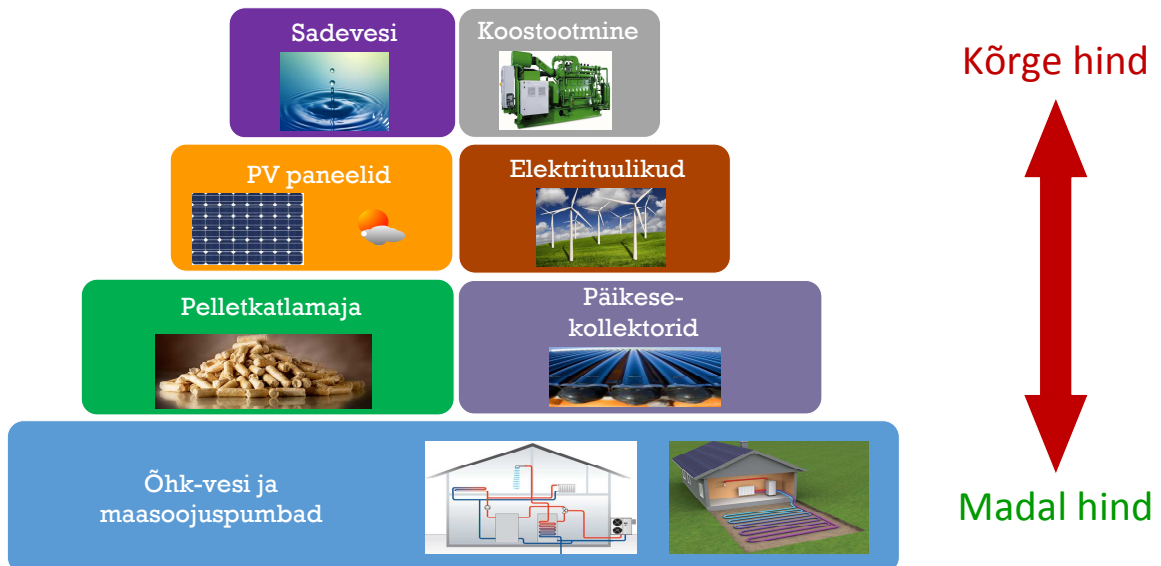 Sadevesi
Koostootmine
Kõrge hind
PV paneelid
Elektrituulikud
Pelletkatlamaja
Päikese-
kollektorid
Õhk-vesi ja
maasoojuspumbad
Madal hind